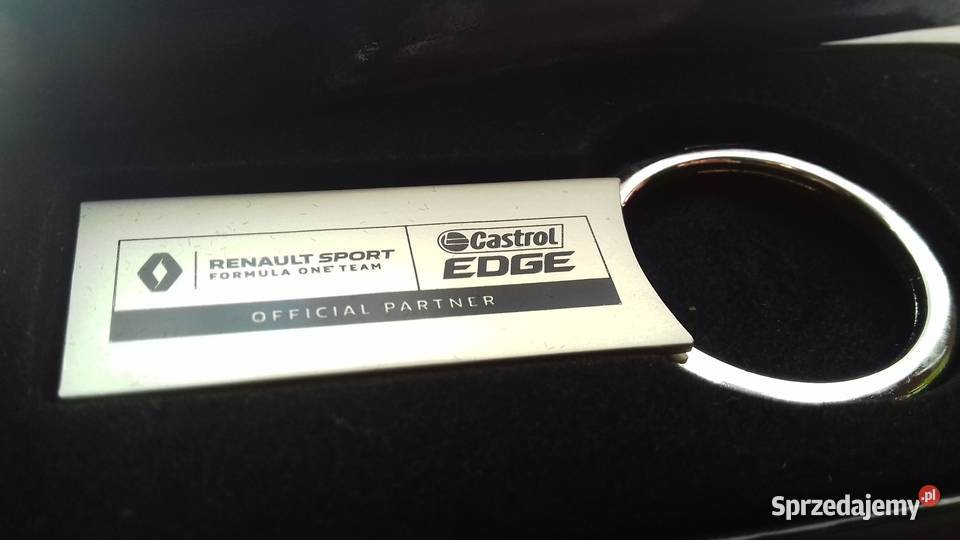 RENAULT SPORT
FORMULA ONE TEAM
Castrol
EDGE
OFFICIAL PARTNER
Sprzedajemy.pl